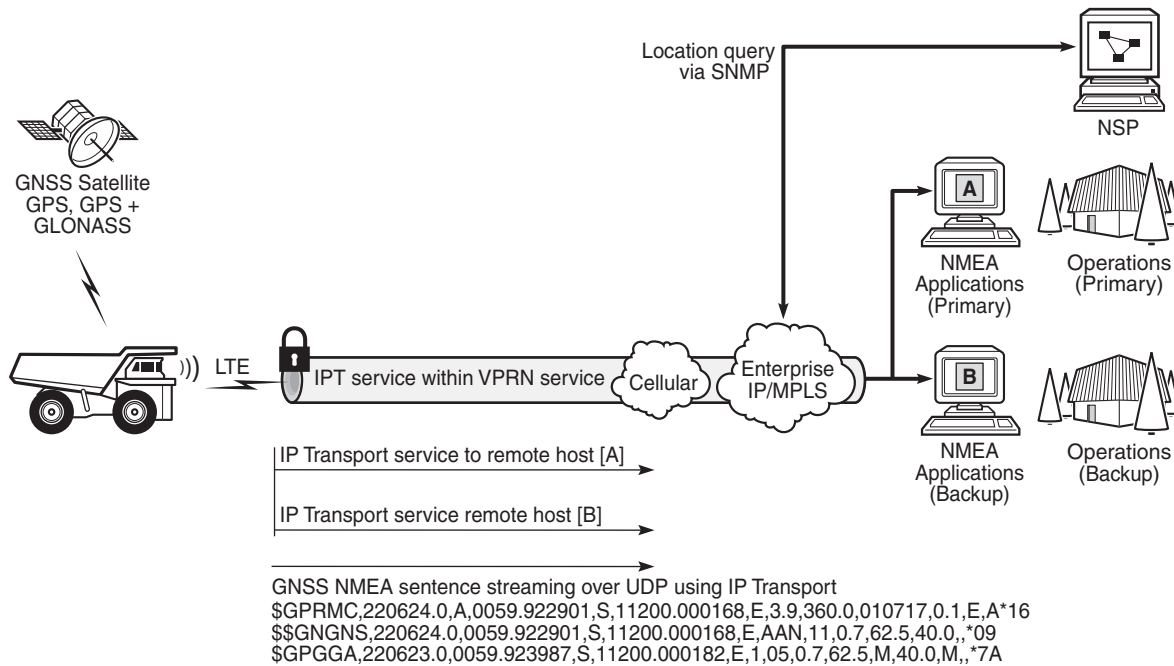 Location query
via SNMP
NSP
GNSS Satellite
GPS, GPS +
GLONASS
A
NMEA
Applications
(Primary)
Operations
(Primary)
LTE
IPT service within VPRN service
Cellular
Enterprise
IP/MPLS
B
NMEA
Applications
(Backup)
Operations
(Backup)
IP Transport service to remote host [A]
IP Transport service remote host [B]
GNSS NMEA sentence streaming over UDP using IP Transport
$GPRMC,220624.0,A,0059.922901,S,11200.000168,E,3.9,360.0,010717,0.1,E,A*16
$$GNGNS,220624.0,0059.922901,S,11200.000168,E,AAN,11,0.7,62.5,40.0,,*09
$GPGGA,220623.0,0059.923987,S,11200.000182,E,1,05,0.7,62.5,M,40.0,M,,*7A